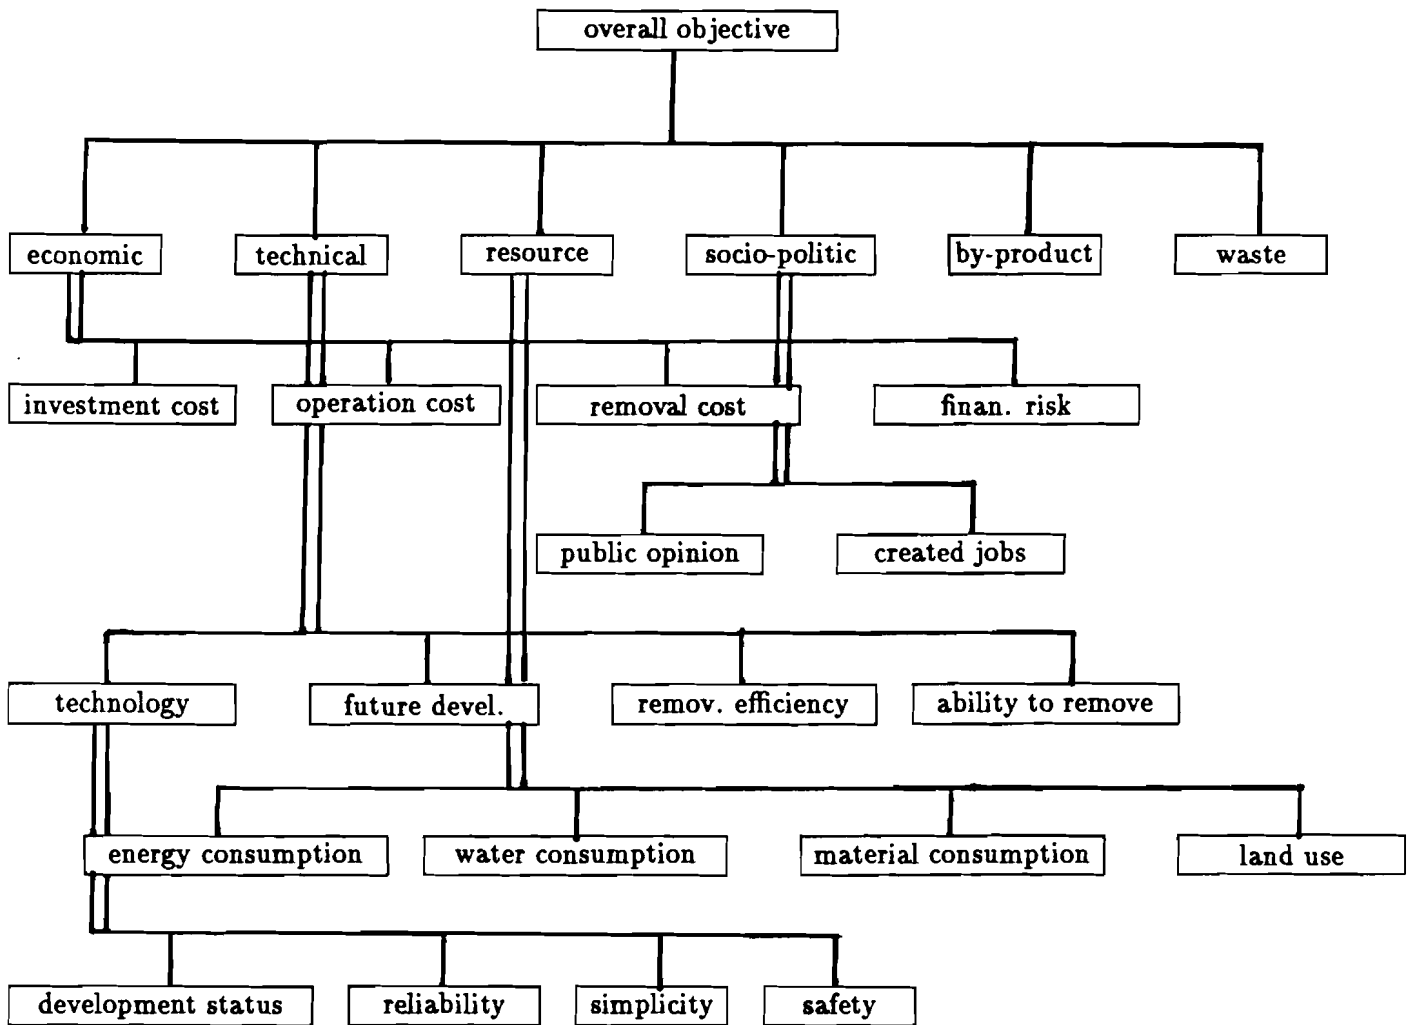 overall objective
economic
technical
resource
socio-politic
by-product
waste
investment cost
operation cost
removal cost
finan. risk
public opinion
created jobs
technology
future devel.
remov. efficiency
ability to remove
energy consumption
water consumption
material consumption
land use
development status
reliability
simplicity
safety